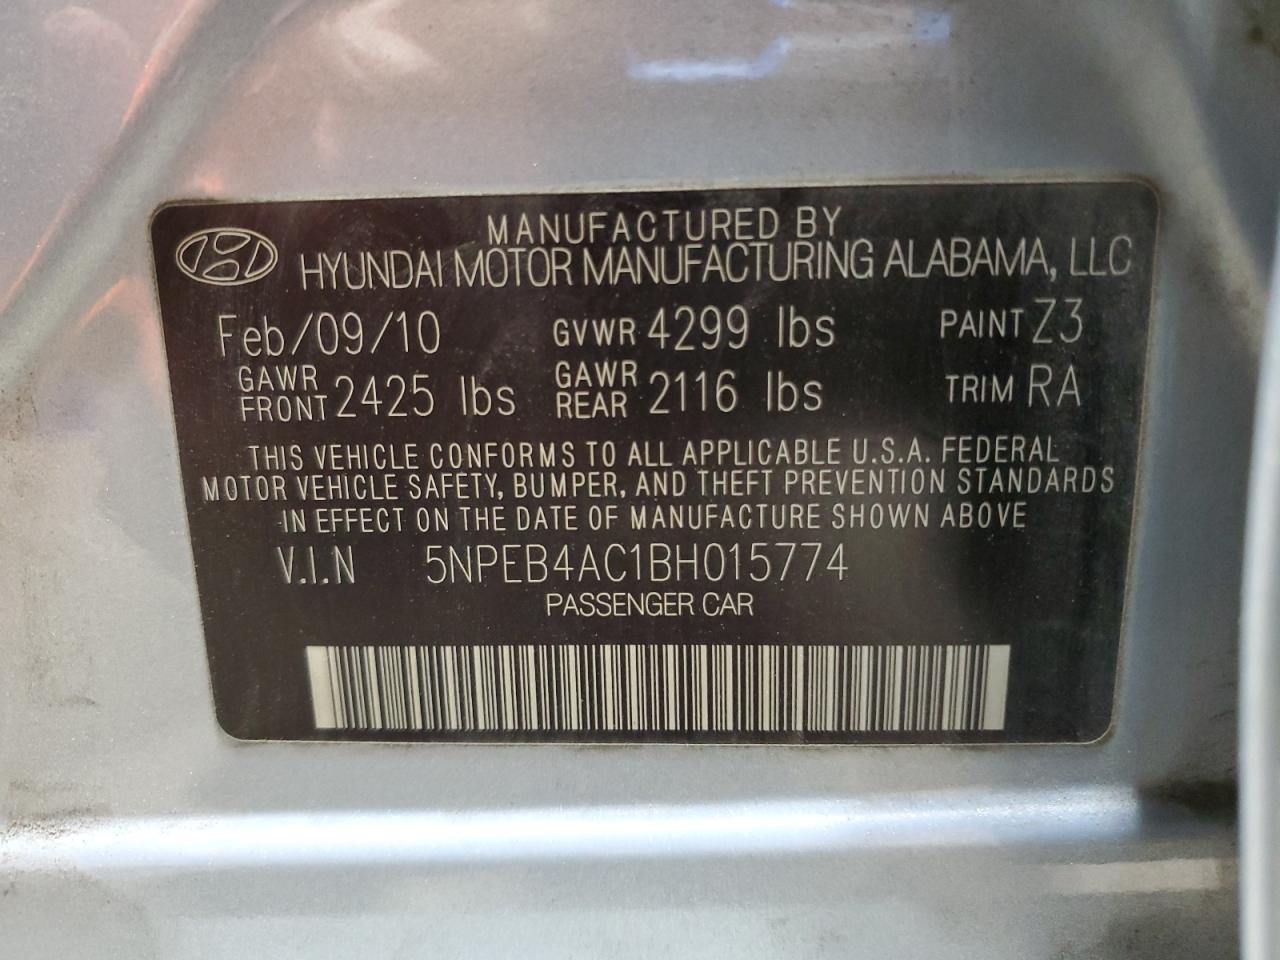 MANUFACTURED BY
HYUNDAI MOTOR MANUFACTURING ALABAMA, LLC
Feb/09/10 GVWR 4299 lbs PAINT Z3
GAWR FRONT 2425 lbs GAWR REAR 2116 lbs TRIM RA
THIS VEHICLE CONFORMS TO ALL APPLICABLE U.S.A. FEDERAL
MOTOR VEHICLE SAFETY, BUMPER, AND THEFT PREVENTION STANDARDS
IN EFFECT ON THE DATE OF MANUFACTURE SHOWN ABOVE
V.I.N 5NPEB4AC1BH015774
PASSENGER CAR